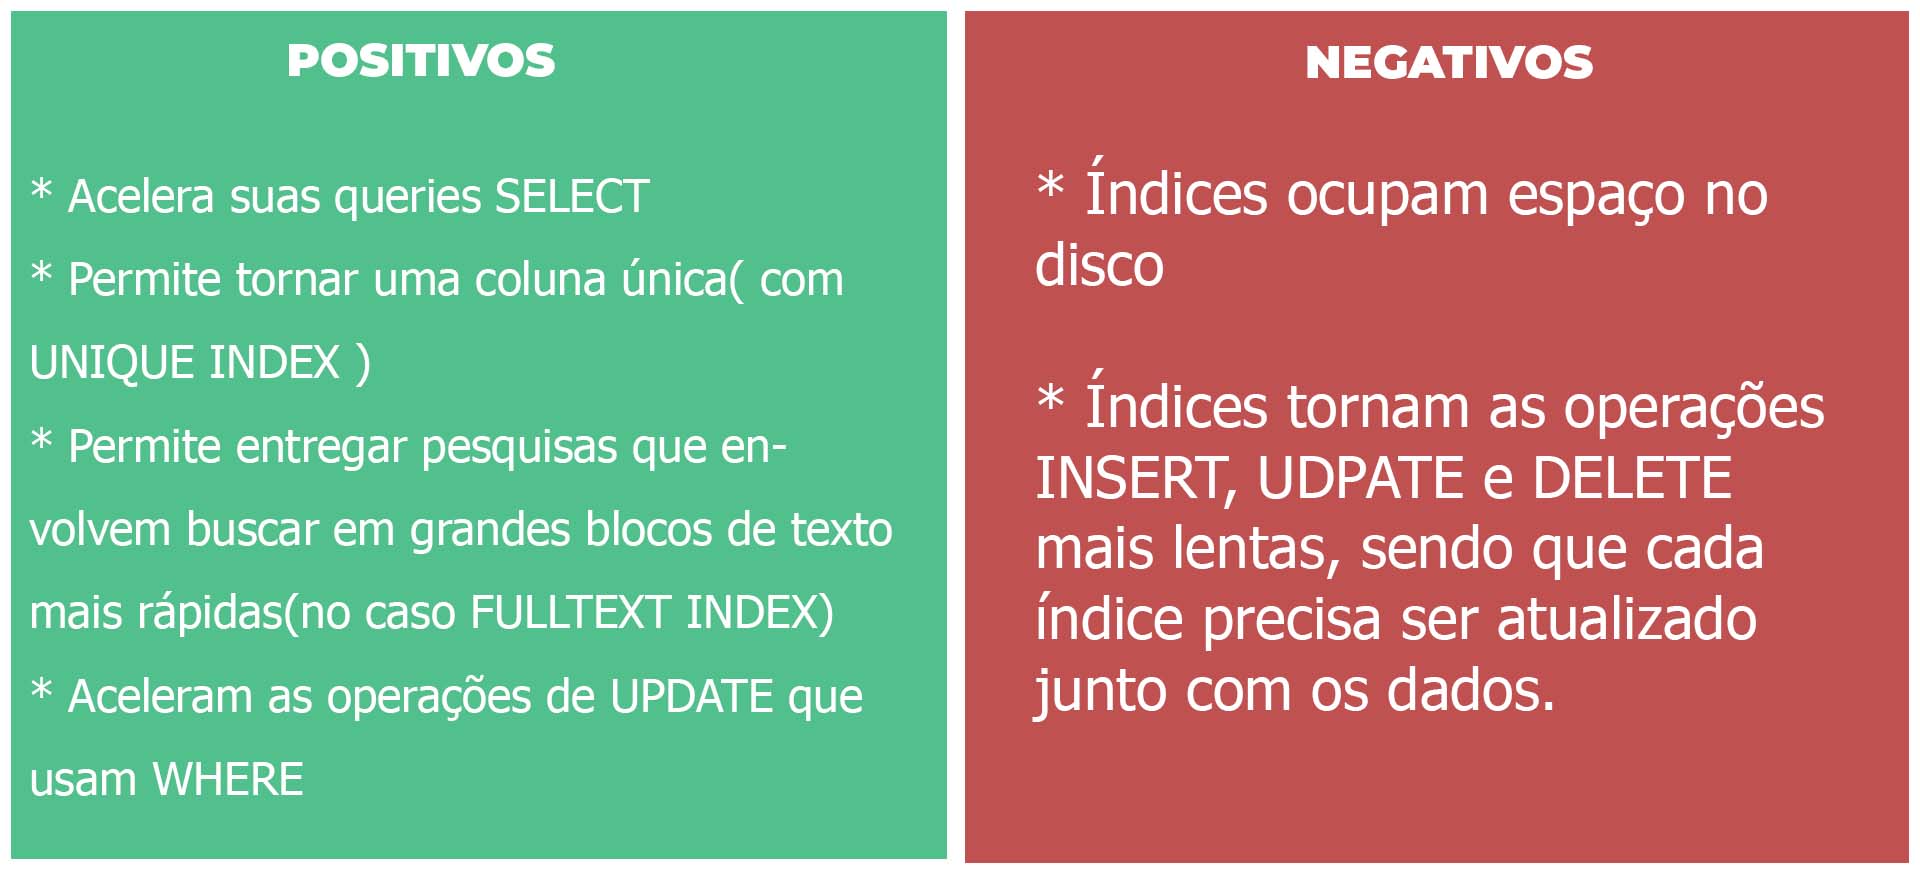 POSITIVOS
* Acelera suas queries SELECT
* Permite tornar uma coluna única( com
UNIQUE INDEX )
* Permite entregar pesquisas que en-
volvem buscar em grandes blocos de texto
mais rápidas(no caso FULLTEXT INDEX)
* Aceleram as operações de UPDATE que
usam WHERE
NEGATIVOS
* Índices ocupam espaço no
disco
* Índices tornam as operações
INSERT, UDPATE e DELETE
mais lentas, sendo que cada
índice precisa ser atualizado
junto com os dados.